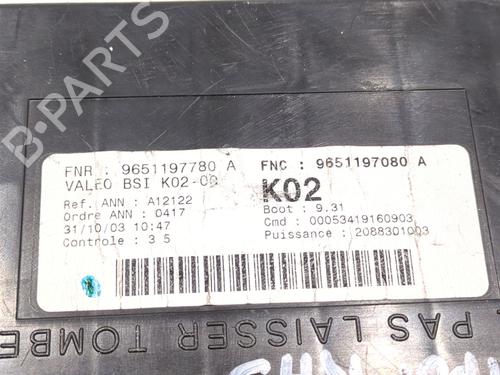 B-PARTS
FNR : 9651197780 A
FNC : 9651197080 A
VALEO BSI K02-00
K02
Ref. ANN : A12122
Boot : 9.31
Ordre ANN : 0417
Cmd : 00053419160903
31/10/03 10:47
Puissance : 2088301003
Controle : 3 5
PAS LAISSER TOMBE